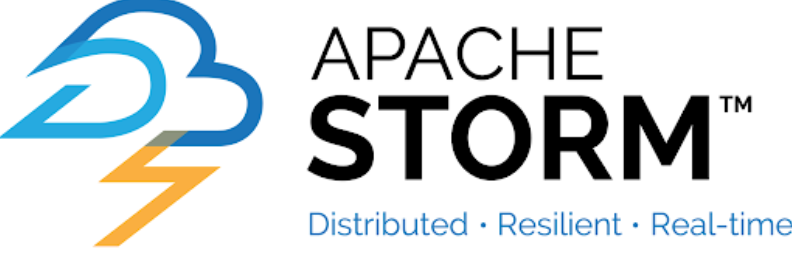 APACHE
STORM™
Distributed • Resilient • Real-time